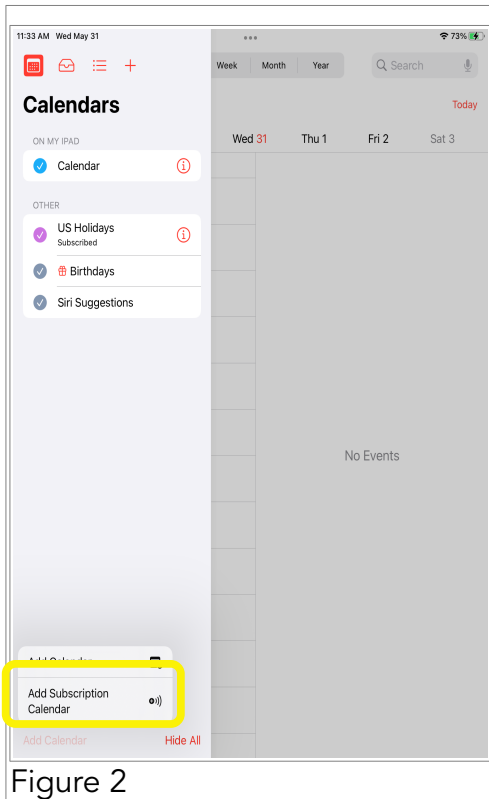 11:33 AM Wed May 31
73%
Week Month Year Search
Calendars
Today
ON MY IPAD
Wed 31 Thu 1 Fri 2 Sat 3
Calendar
OTHER
US Holidays
Subscribed
Birthdays
Siri Suggestions
No Events
Add Calendar
Add Subscription
Calendar
Add Calendar Hide All
Figure 2